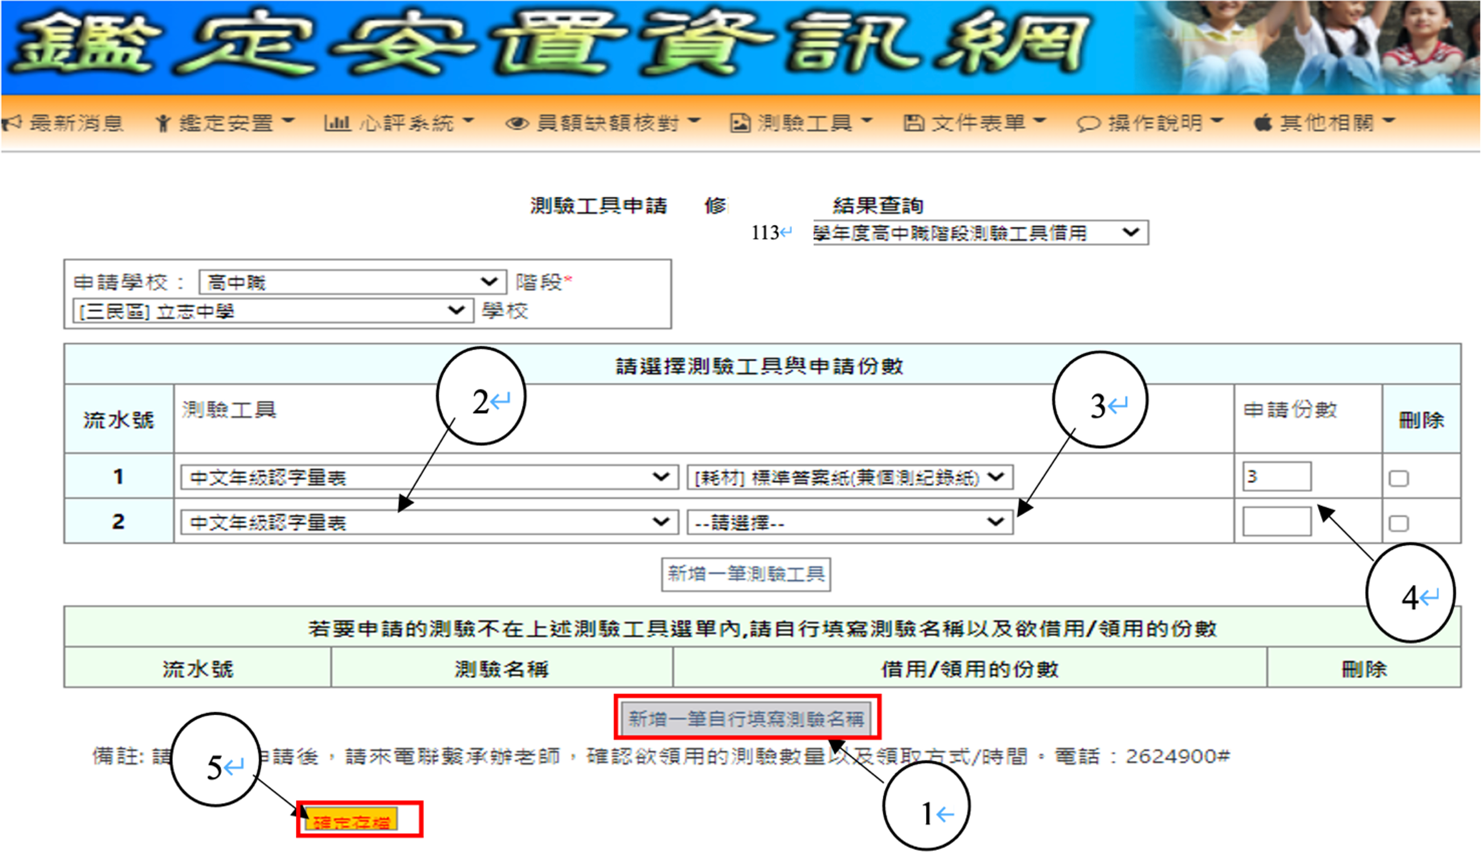 鑑定安置資訊網
最新消息 鑑定安置 心評系統 員額缺額核對 測驗工具 文件表單 操作說明 其他相關
測驗工具申請 修 結果查詢
113 學年度高中職階段測驗工具借用
申請學校： 高中職 階段*
[三民區] 立志中學 學校
請選擇測驗工具與申請份數
流水號 測驗工具 申請份數 刪除
2
3
1 中文年級認字量表 [耗材] 標準答案紙(兼個測紀錄紙) 3
2 中文年級認字量表 --請選擇--
新增一筆測驗工具
4
若要申請的測驗不在上述測驗工具選單內,請自行填寫測驗名稱以及欲借用/領用的份數
流水號 測驗名稱 借用/領用的份數 刪除
新增一筆自行填寫測驗名稱
備註: 請 申請後，請來電聯繫承辦老師，確認欲領用的測驗數量以及領取方式/時間。電話：2624900#
5
1
確定存檔